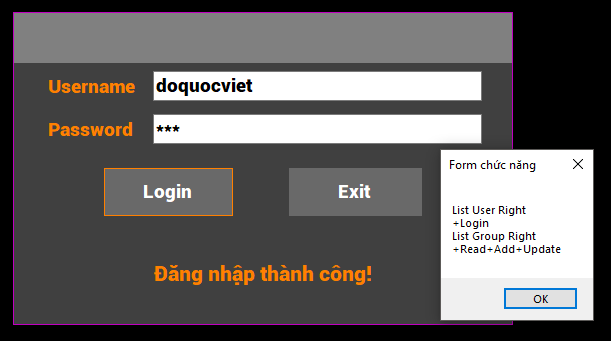 Username
doquocviet
Password
***
Login
Exit
Đăng nhập thành công!
Form chức năng
List User Right
+Login
List Group Right
+Read+Add+Update
OK